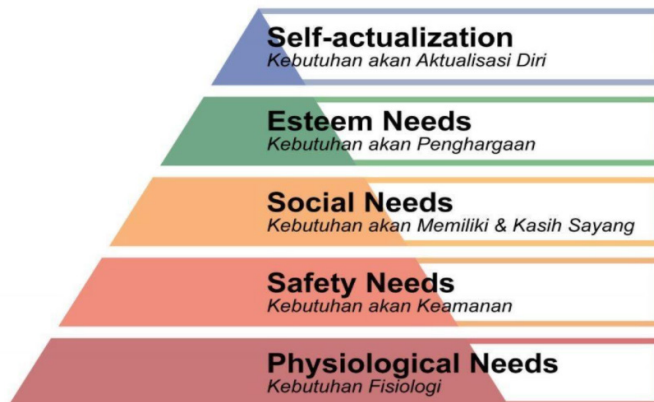 Self-actualization
Kebutuhan akan Aktualisasi Diri
Esteem Needs
Kebutuhan akan Penghargaan
Social Needs
Kebutuhan akan Memiliki & Kasih Sayang
Safety Needs
Kebutuhan akan Keamanan
Physiological Needs
Kebutuhan Fisiologi